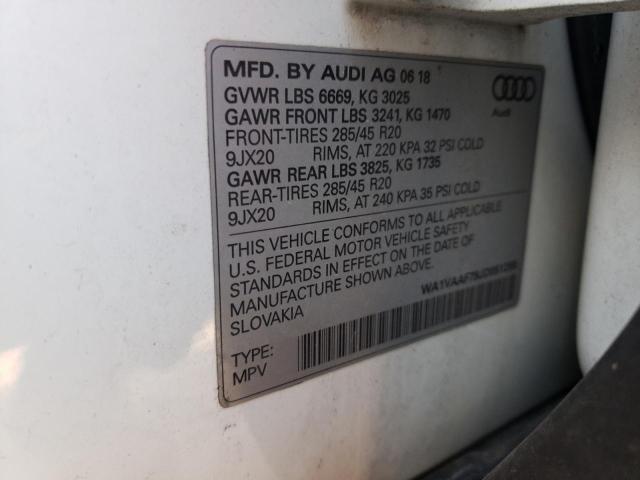 MFD. BY AUDI AG 06 18
GVWR LBS 6669, KG 3025
GAWR FRONT LBS 3241, KG 1470
FRONT-TIRES 285/45 R20
9JX20 RIMS, AT 220 KPA 32 PSI COLD
GAWR REAR LBS 3825, KG 1735
REAR-TIRES 285/45 R20
9JX20 RIMS, AT 240 KPA 35 PSI COLD
Audi
THIS VEHICLE CONFORMS TO ALL APPLICABLE
U.S. FEDERAL MOTOR VEHICLE SAFETY
STANDARDS IN EFFECT ON THE DATE OF
MANUFACTURE SHOWN ABOVE.
SLOVAKIA
TYPE:
MPV